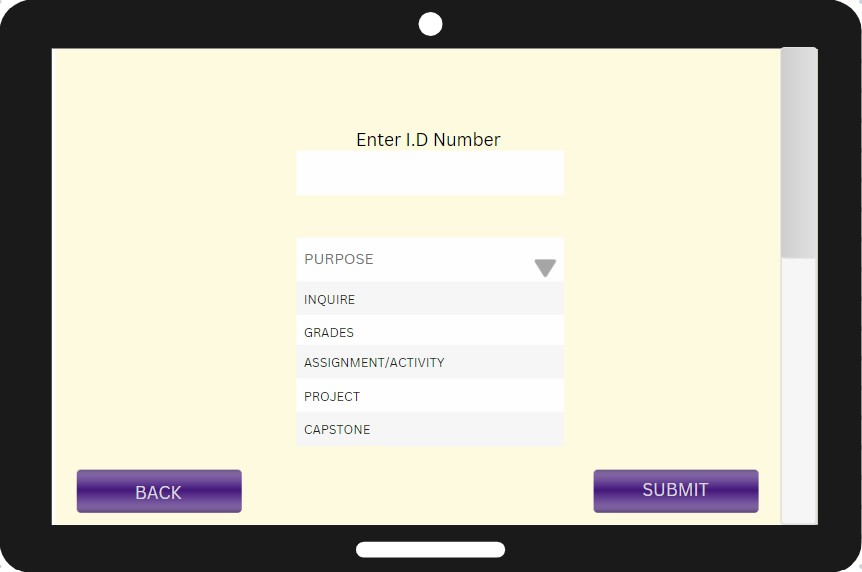 Enter I.D Number
PURPOSE
INQUIRE
GRADES
ASSIGNMENT/ACTIVITY
PROJECT
CAPSTONE
BACK
SUBMIT